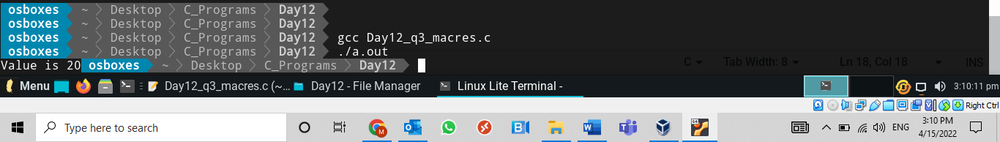 osboxes ~ Desktop C_Programs Day12
osboxes ~ Desktop C_Programs Day12
osboxes ~ Desktop C_Programs Day12 gcc Day12_q3_macres.c
osboxes ~ Desktop C_Programs Day12 ./a.out
Value is 20 osboxes ~ Desktop C_Programs Day12
C Tab Width: 8 Ln 18, Col 18 INS
Menu Day12_q3_macres.c (~... Day12 - File Manager Linux Lite Terminal - 3:10:11 pm
Right Ctrl
Type here to search ENG 3:10 PM
4/15/2022